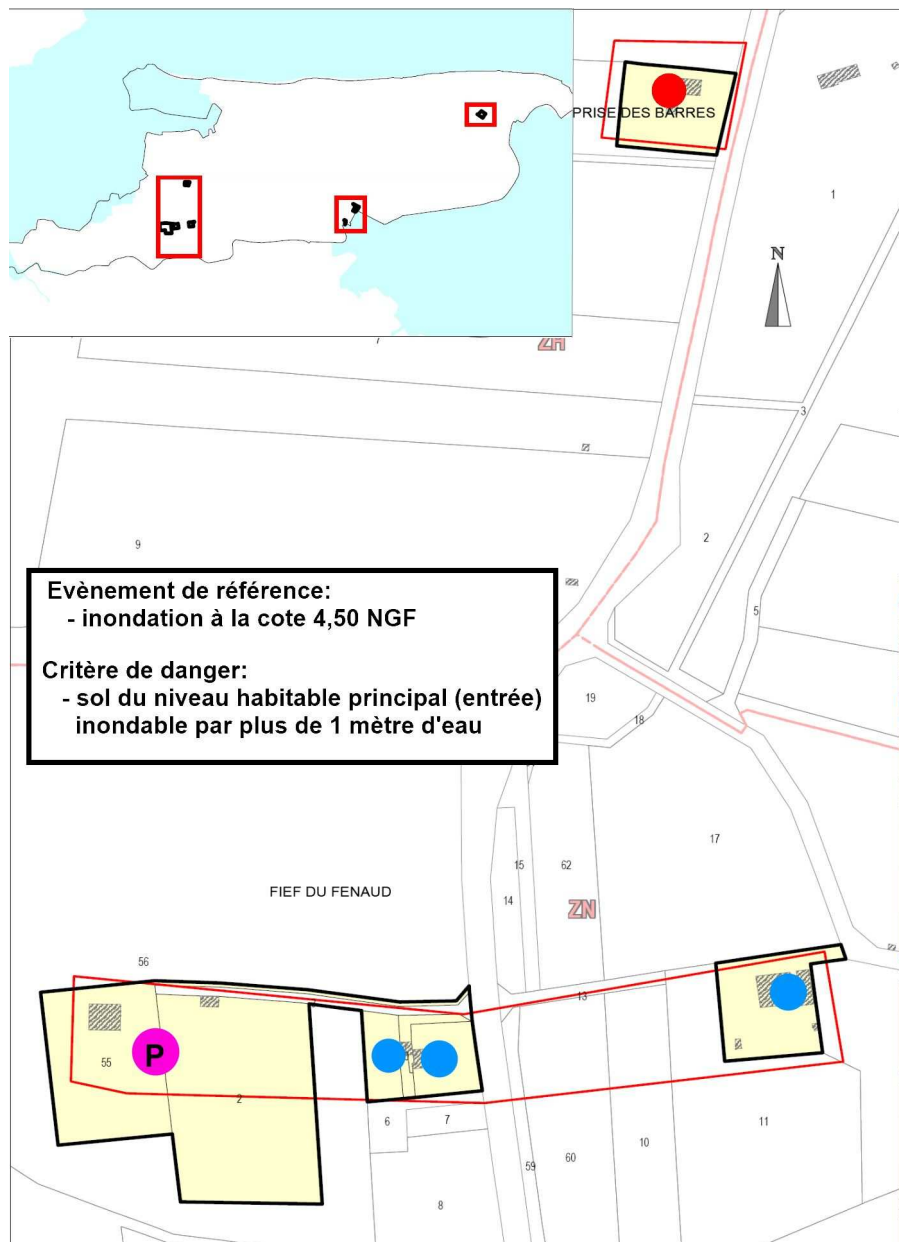 PRISE DES BARRES
1
N
7
ZH
3
9
2
5
Evènement de référence:
- inondation à la cote 4,50 NGF
Critère de danger:
- sol du niveau habitable principal (entrée)
inondable par plus de 1 mètre d'eau
19
18
17
15
62
14
FIEF DU FENAUD
ZN
56
13
P
55
2
6
7
10
11
60
59
8